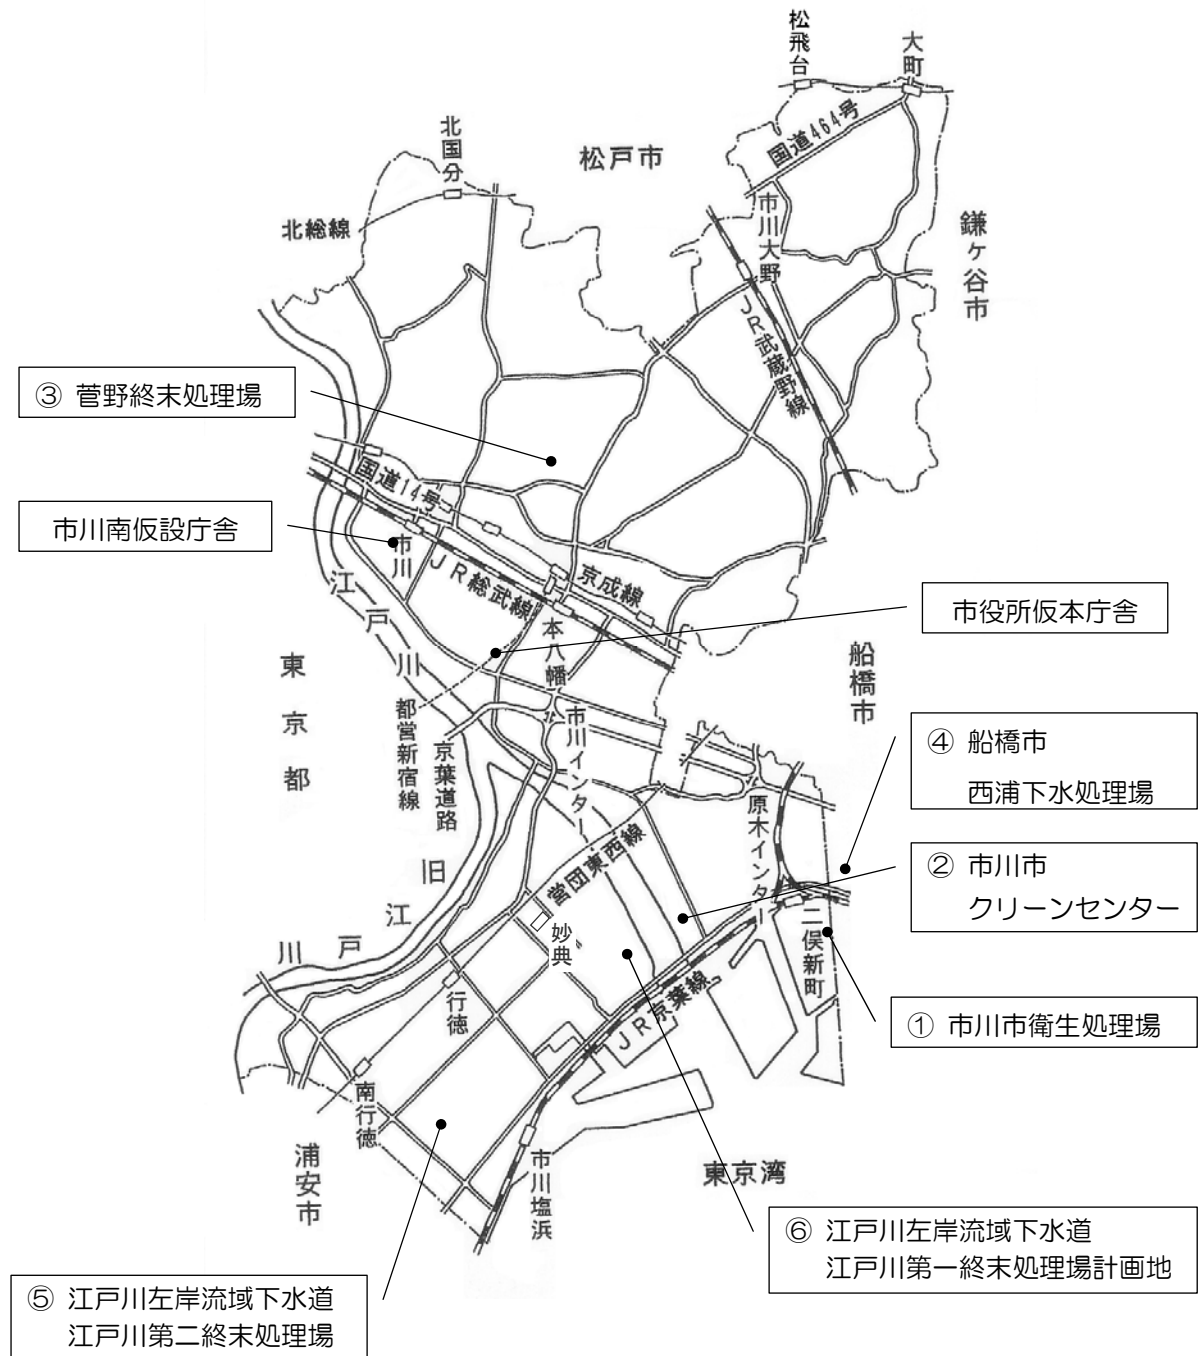 松飛台
大町
国道464号
北国分
松戸市
北総線
市川大野
鎌ヶ谷市
JR武蔵野線
③ 菅野終末処理場
国道14号
市川南仮設庁舎
市川
JR総武線
京成線
江戸川
市役所仮本庁舎
本八幡
東京都
船橋市
都営新宿線
京葉道路
市川インター
④ 船橋市
西浦下水処理場
原木インター
営団東西線
② 市川市
クリーンセンター
旧江戸川
妙典
二俣新町
行徳
JR京葉線
① 市川市衛生処理場
南行徳
浦安市
市川塩浜
東京湾
⑥ 江戸川左岸流域下水道
江戸川第一終末処理場計画地
⑤ 江戸川左岸流域下水道
江戸川第二終末処理場